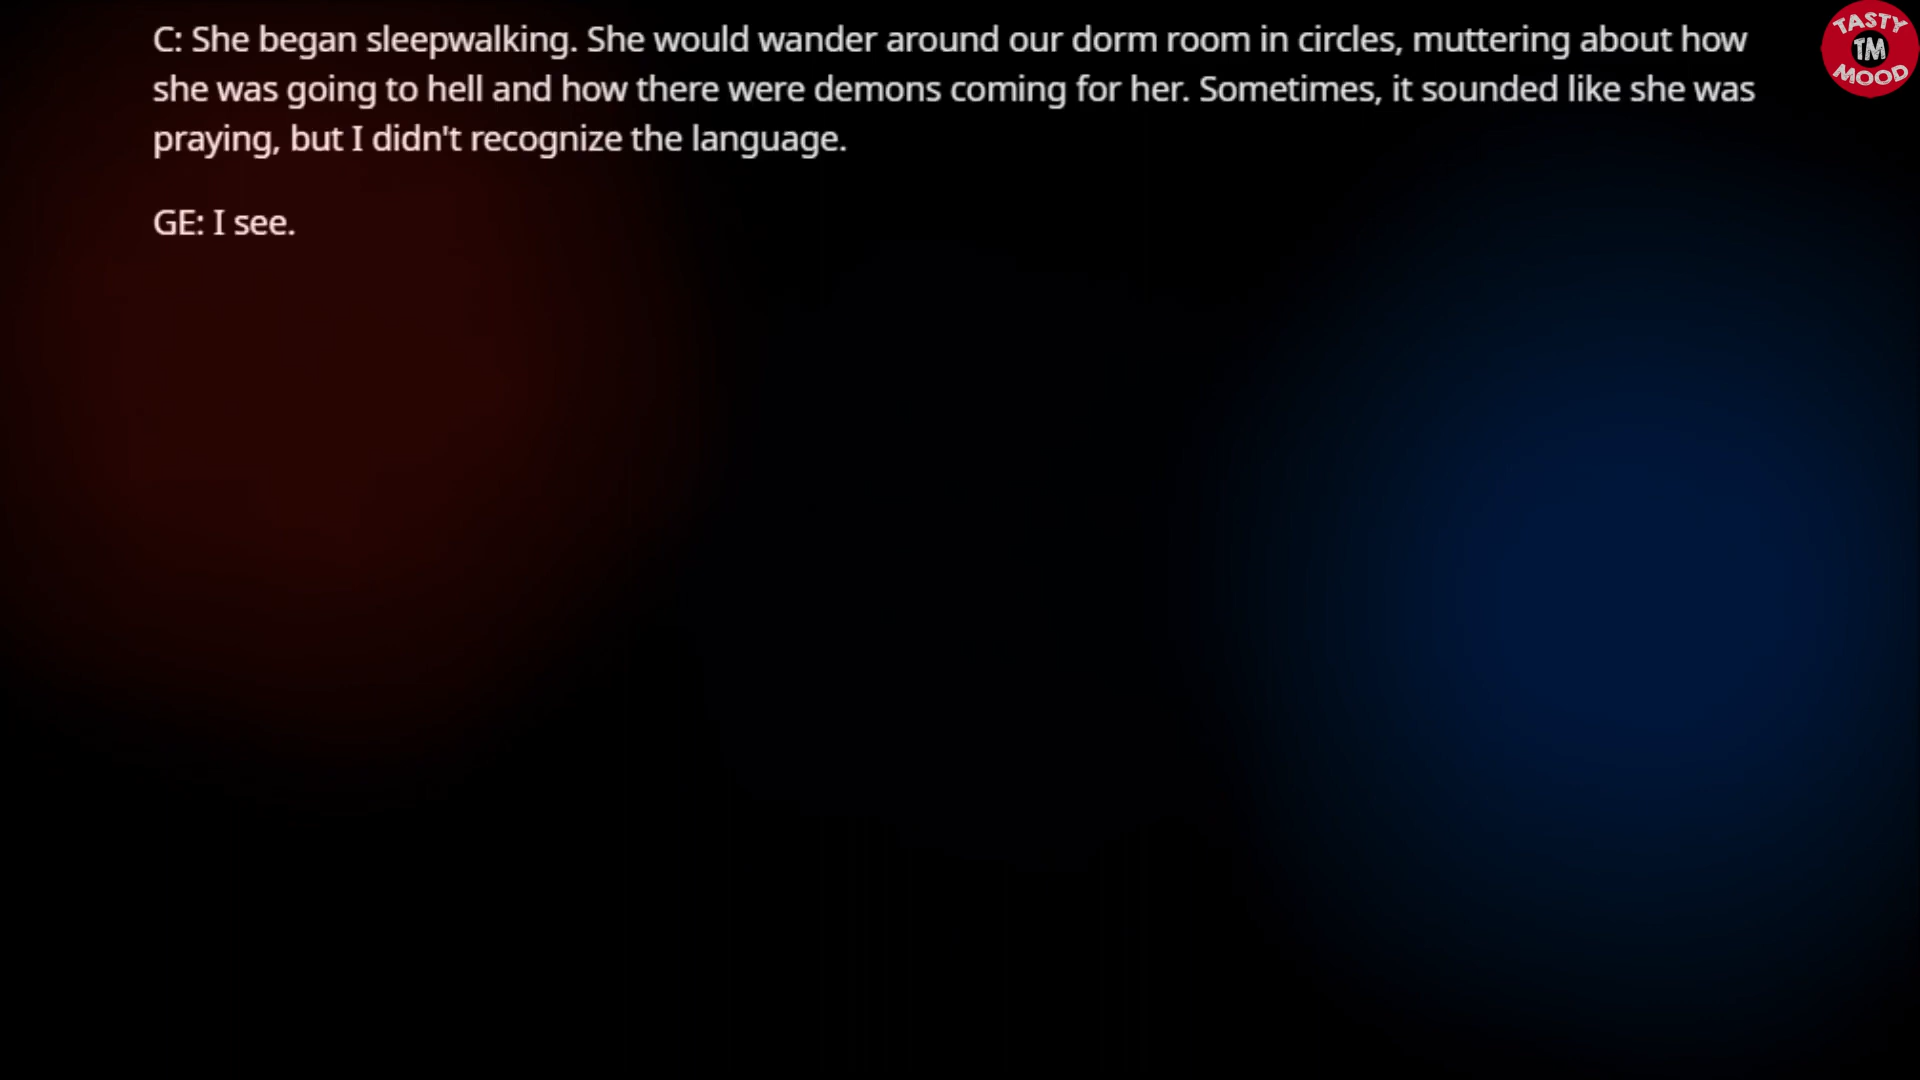 C: She began sleepwalking. She would wander around our dorm room in circles, muttering about how
she was going to hell and how there were demons coming for her. Sometimes, it sounded like she was
praying, but I didn't recognize the language.
GE: I see.
TASTY
TM
MOOD